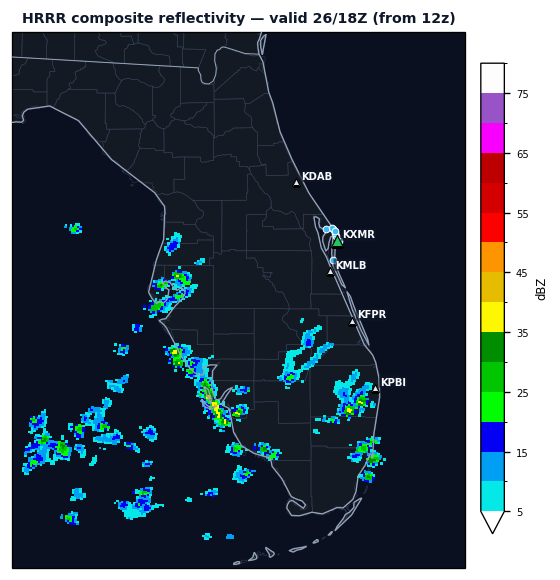 HRRR composite reflectivity — valid 26/18Z (from 12z)
KDAB
KXMR
KMLB
KFPR
KPBI
75
65
55
45
35
25
15
5
dBZ